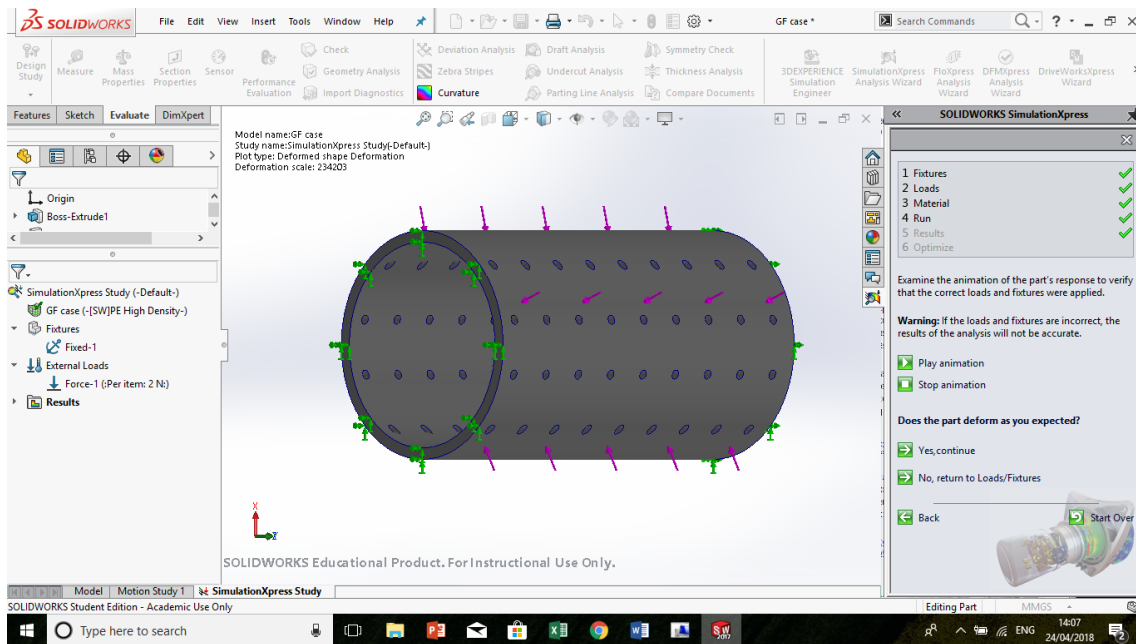 SOLIDWORKS
File Edit View Insert Tools Window Help
GF case *
Search Commands
Design Study
Measure
Mass Properties
Section Properties
Sensor
Performance Evaluation
Check
Geometry Analysis
Import Diagnostics
Deviation Analysis
Zebra Stripes
Curvature
Draft Analysis
Undercut Analysis
Parting Line Analysis
Symmetry Check
Thickness Analysis
Compare Documents
3DEXPERIENCE Simulation Engineer
SimulationXpress Analysis Wizard
FloXpress Analysis Wizard
DFMXpress Analysis Wizard
DriveWorksXpress Wizard
Features Sketch Evaluate DimXpert
SOLIDWORKS SimulationXpress
Model name:GF case
Study name:SimulationXpress Study(-Default-)
Plot type: Deformed shape Deformation
Deformation scale: 234203
Origin
Boss-Extrude1
SimulationXpress Study (-Default-)
GF case (-[SW]PE High Density-)
Fixtures
Fixed-1
External Loads
Force-1 (:Per item: 2 N:)
Results
1 Fixtures
2 Loads
3 Material
4 Run
5 Results
6 Optimize
Examine the animation of the part's response to verify
that the correct loads and fixtures were applied.
Warning: If the loads and fixtures are incorrect, the
results of the analysis will not be accurate.
Play animation
Stop animation
Does the part deform as you expected?
Yes,continue
No, return to Loads/Fixtures
Back Start Over
X
Z
SOLIDWORKS Educational Product. For Instructional Use Only.
Model Motion Study 1 SimulationXpress Study
SOLIDWORKS Student Edition - Academic Use Only
Editing Part MMGS
Type here to search
ENG
14:07
24/04/2018